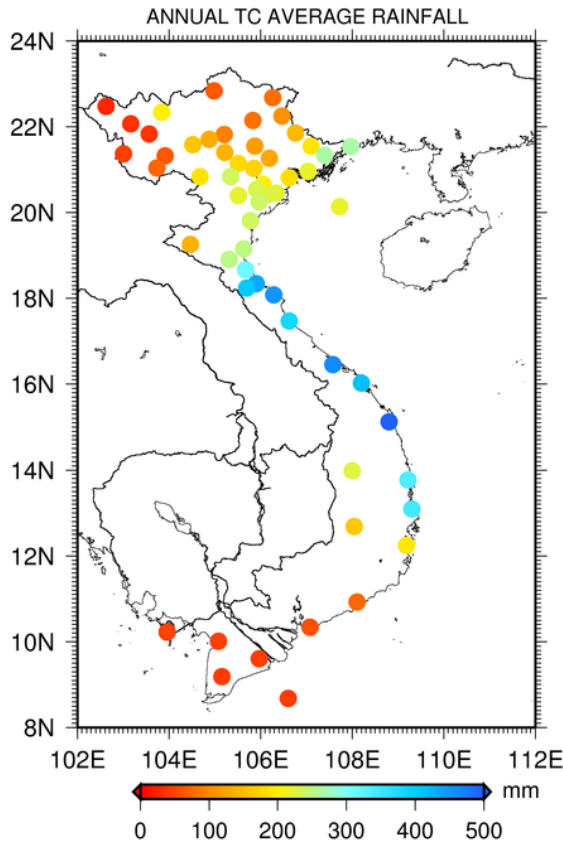 ANNUAL TC AVERAGE RAINFALL
24N
22N
20N
18N
16N
14N
12N
10N
8N
102E 104E 106E 108E 110E 112E
mm
0 100 200 300 400 500